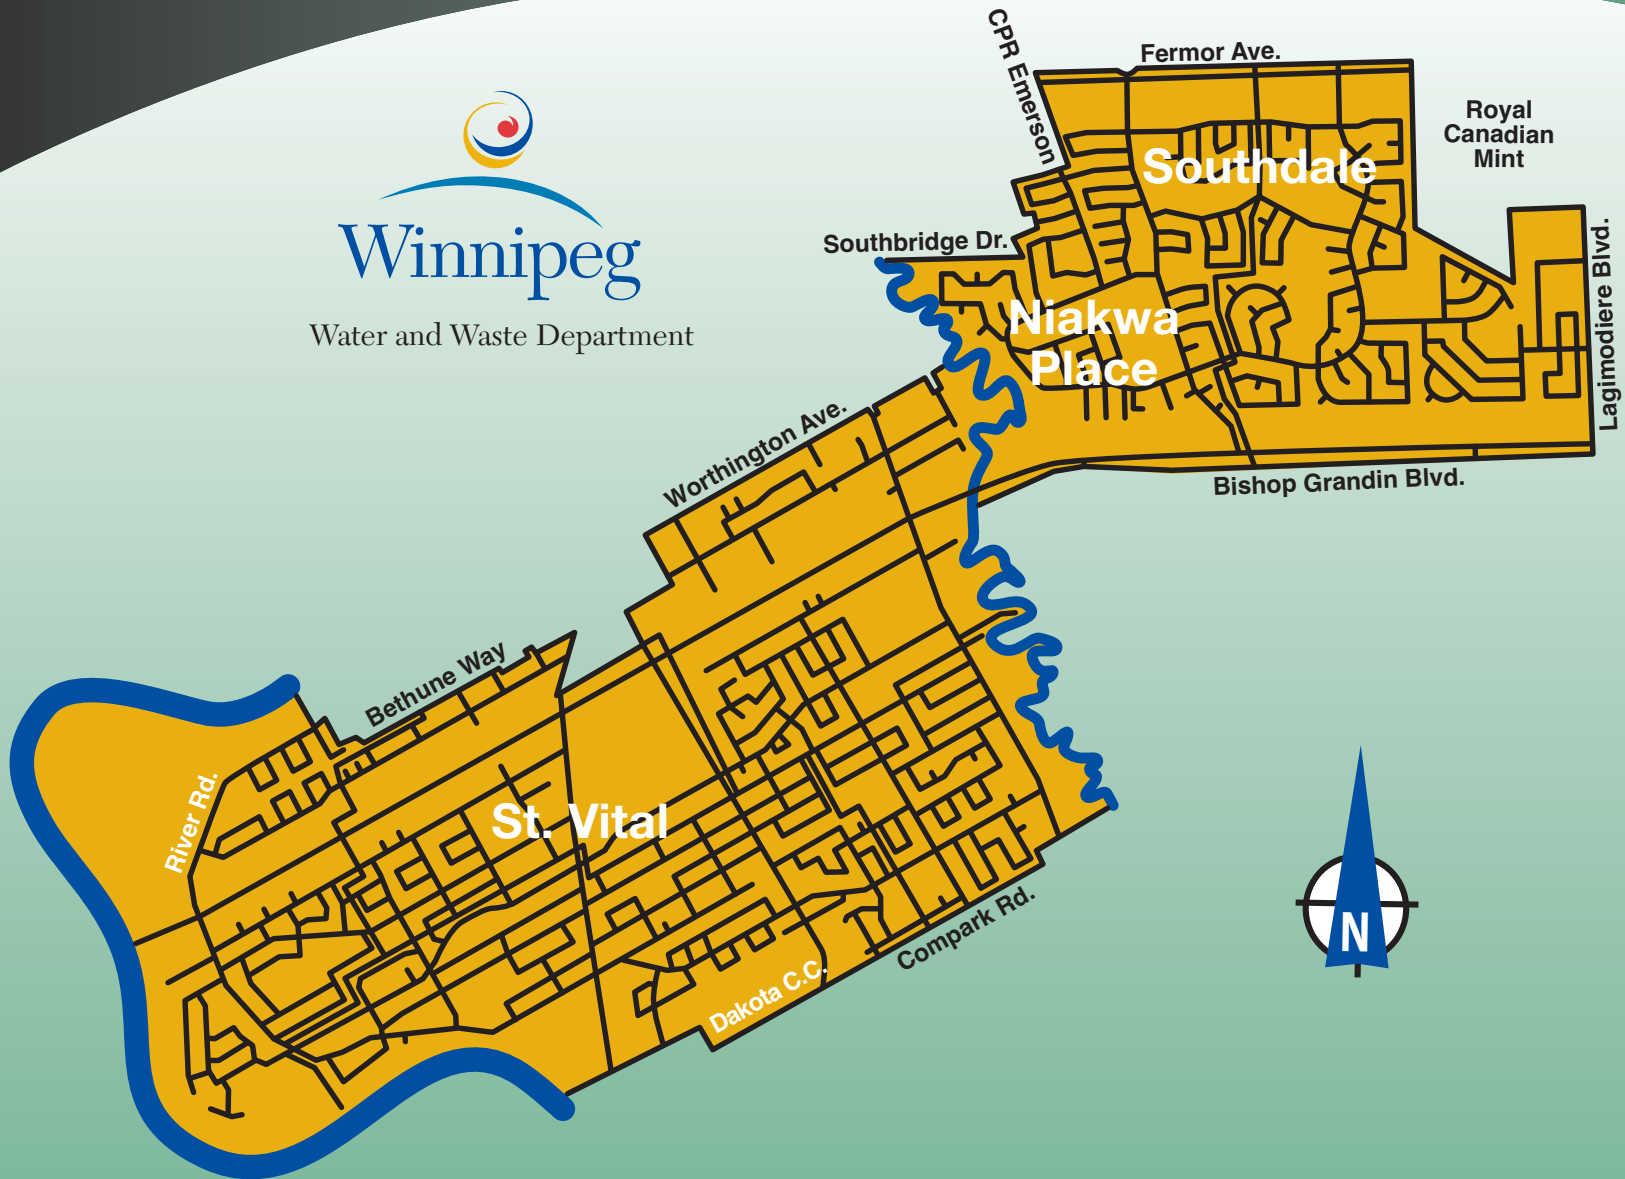 CPR Emerson
Fermor Ave.
Royal
Canadian
Mint
Southdale
Winnipeg
Water and Waste Department
Southbridge Dr.
Niakwa
Place
Lagimodiere Blvd.
Worthington Ave.
Bishop Grandin Blvd.
Bethune Way
River Rd.
St. Vital
Compark Rd.
Dakota C.C.
N